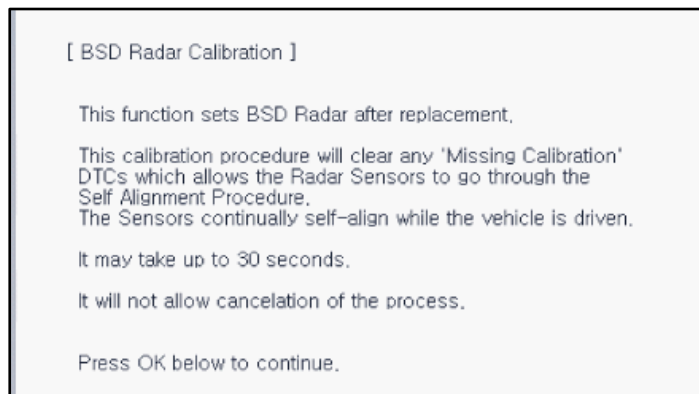 [ BSD Radar Calibration ]
This function sets BSD Radar after replacement.
This calibration procedure will clear any 'Missing Calibration'
DTCs which allows the Radar Sensors to go through the
Self Alignment Procedure.
The Sensors continually self-align while the vehicle is driven.
It may take up to 30 seconds.
It will not allow cancelation of the process.
Press OK below to continue.